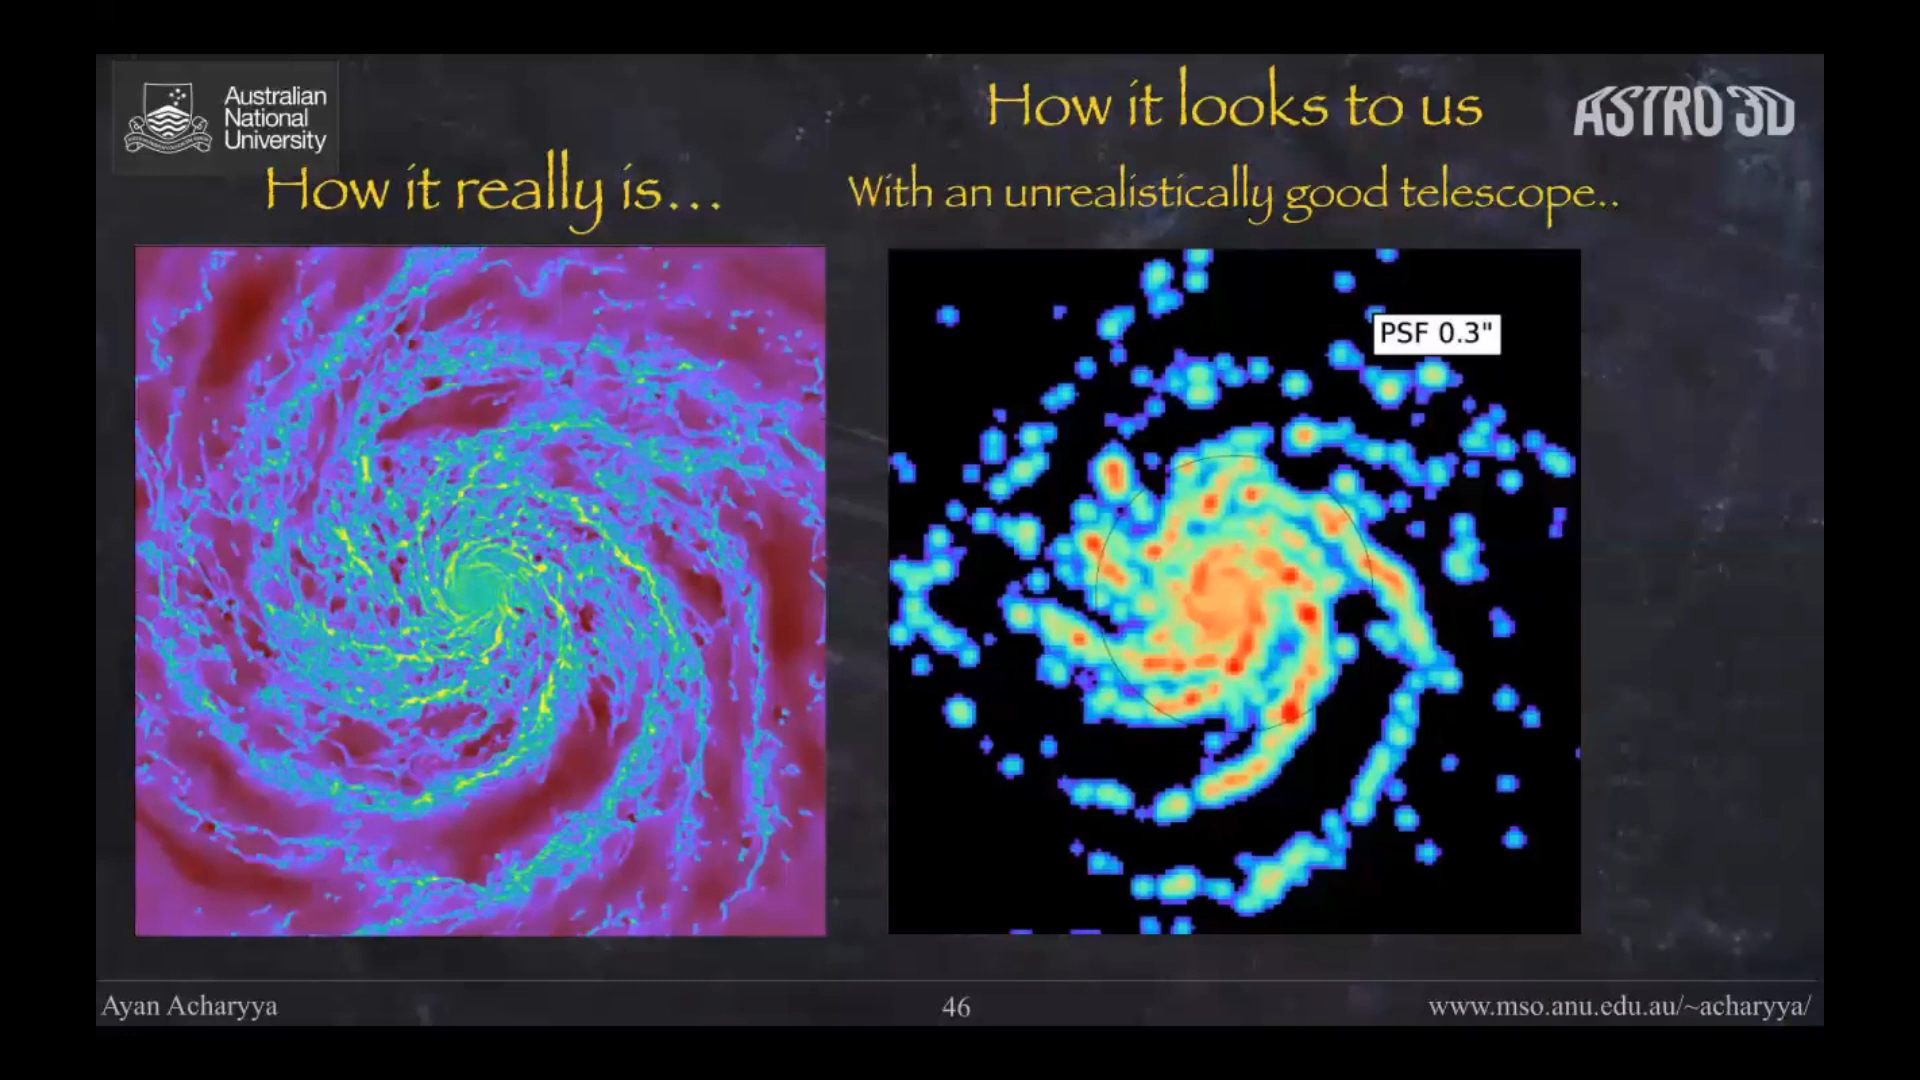 Australian
National
University
How it really is...
How it looks to us
With an unrealistically good telescope..
ASTRO 3D
PSF 0.3"
Ayan Acharyya
46
www.mso.anu.edu.au/~acharyya/